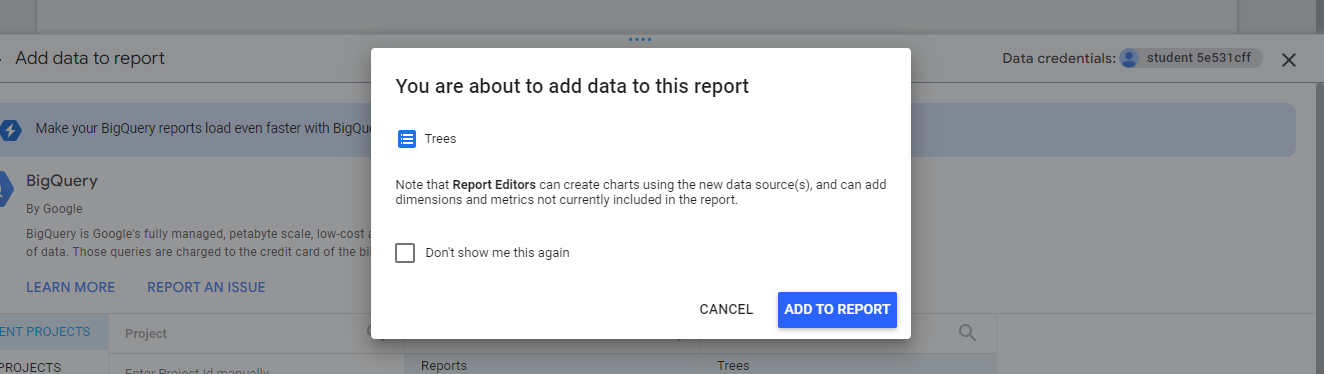 Add data to report
Data credentials: student 5e531cff
You are about to add data to this report
Make your BigQuery reports load even faster with
Trees
BigQuery
Note that Report Editors can create charts using the new data source(s), and can add
dimensions and metrics not currently included in the report.
By Google
BigQuery is Google's fully managed, petabyte scale, low-cost
of data. Those queries are charged to the credit card of the
Don't show me this again
LEARN MORE REPORT AN ISSUE
CANCEL ADD TO REPORT
PROJECTS
Project
PROJECTS
Enter Project Id manually
Reports
Trees